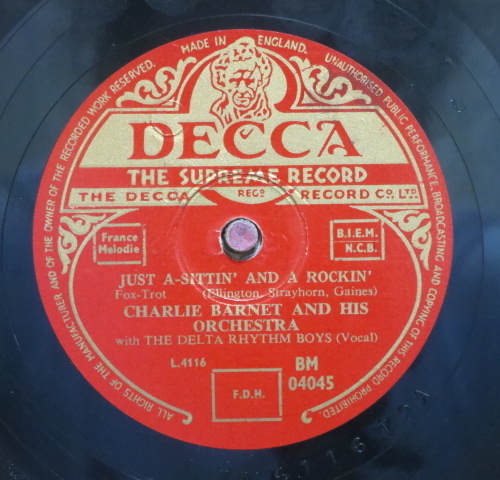 MADE IN ENGLAND.
ALL RIGHTS OF THE MANUFACTURER AND OF THE OWNER OF THE RECORDED WORK RESERVED.
UNAUTHORISED PUBLIC PERFORMANCE, BROADCASTING AND COPYING OF THIS RECORD PROHIBITED.
DECCA
THE SUPREME RECORD
THE DECCA REGD RECORD CO. LTD.
France
Melodie
B.I.E.M.
N.C.B.
JUST A-SITTIN' AND A ROCKIN'
Fox-Trot (Ellington, Strayhorn, Gaines)
CHARLIE BARNET AND HIS
ORCHESTRA
with THE DELTA RHYTHM BOYS (Vocal)
L.4116
BM
04045
F.D.H.